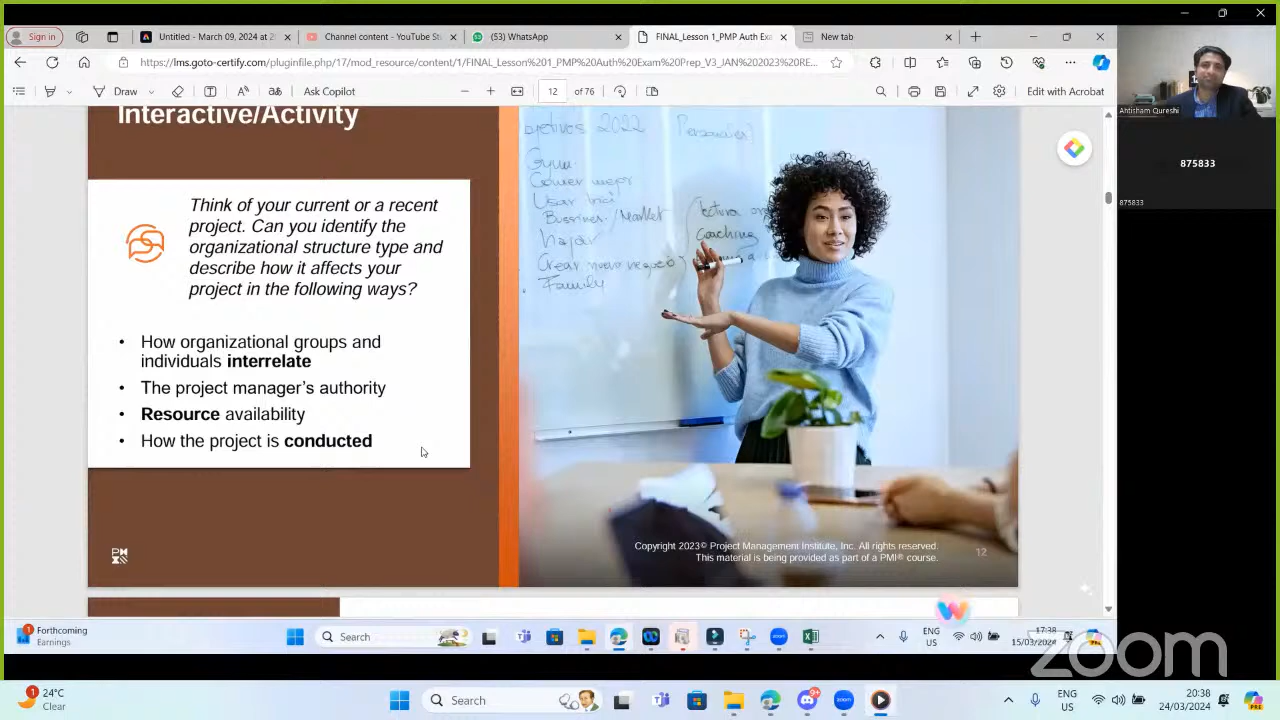 Sign in
Untitled - March 09, 2024 at 2
Channel content - YouTube St
(53) WhatsApp
FINAL_Lesson 1_PMP Auth Exa
New tab
https://lms.goto-certify.com/pluginfile.php/17/mod_resource/content/1/FINAL_Lesson%201_PMP%20Auth%20Exam%20Prep_V3_JAN%202023%20RE...
Draw
Ask Copilot
12 of 76
Edit with Acrobat
Ahtisham Qureshi
875833
875833
Interactive/Activity
Think of your current or a recent
project. Can you identify the
organizational structure type and
describe how it affects your
project in the following ways?
• How organizational groups and
individuals interrelate
• The project manager's authority
• Resource availability
• How the project is conducted
2022
Family
Copyright 2023© Project Management Institute, Inc. All rights reserved.
This material is being provided as part of a PMI® course.
12
1
Forthcoming
Earnings
Search
ENG
US
17:38
15/03/2024
zoom
1
24°C
Clear
Search
ENG
US
20:38
24/03/2024